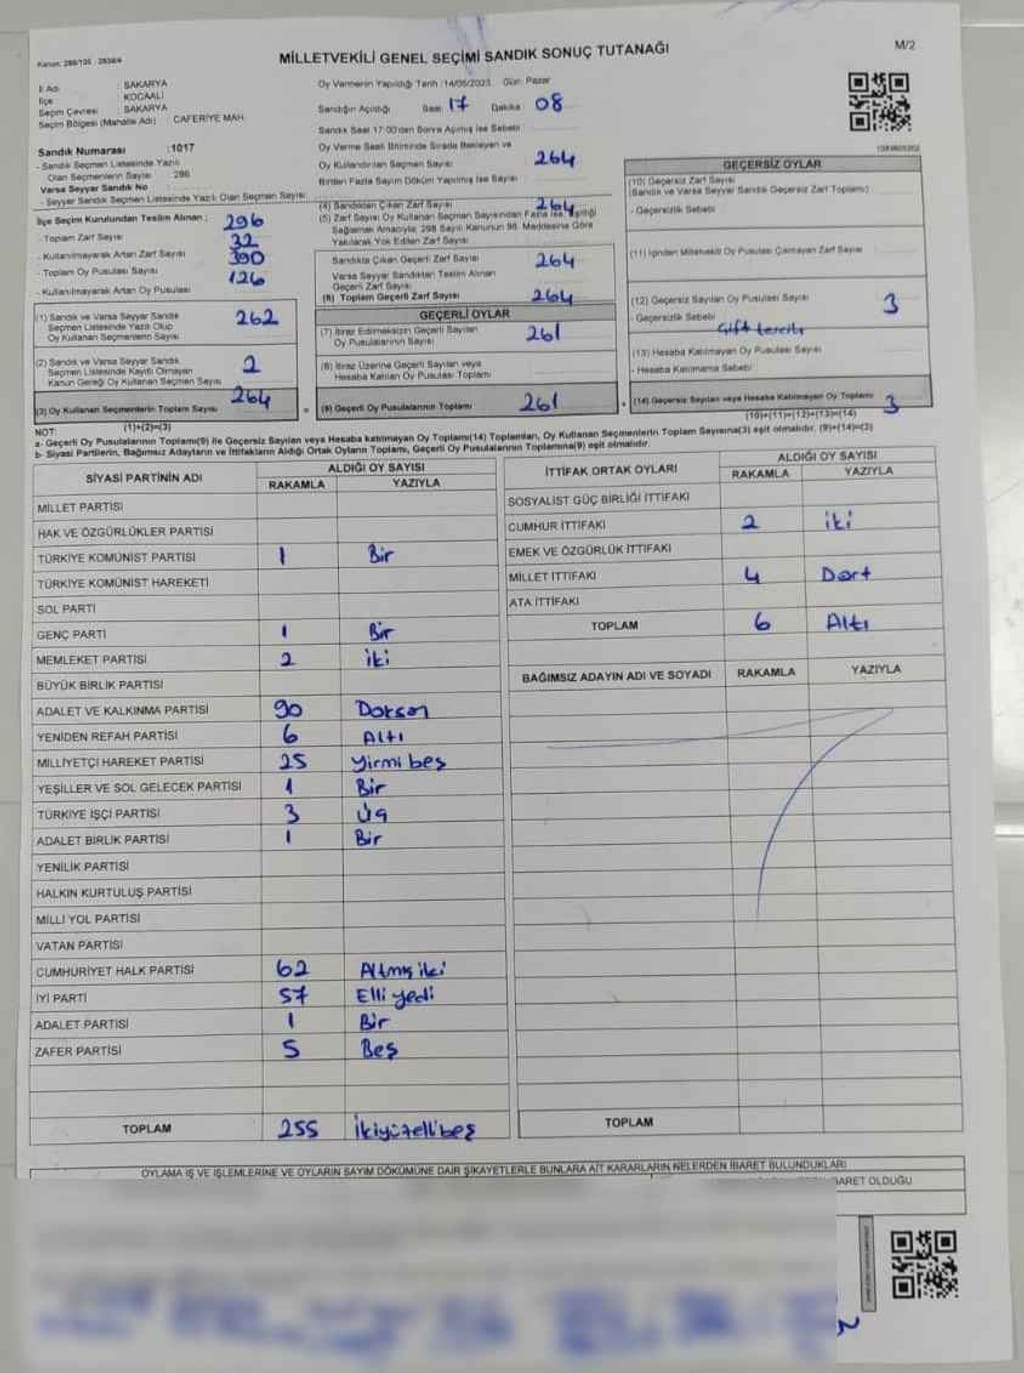 MİLLETVEKİLİ GENEL SEÇİMİ SANDIK SONUÇ TUTANAĞI
M/2
İl Adı : SAKARYA
İlçe : KOCAALİ
Seçim Çevresi : SAKARYA
Seçim Bölgesi (Mahalle Adı) : CAFERİYE MAH.
Sandık Numarası : 1017
- Sandık Seçmen Listesinde Yazılı
Olan Seçmenlerin Sayısı : 296
Varsa Seyyar Sandık No
- Seyyar Sandık Seçmen Listesinde Yazılı Olan Seçmen Sayısı
İlçe Seçim Kurulundan Teslim Alınan ;
- Toplam Zarf Sayısı 296
- Kullanılmayarak Artan Zarf Sayısı 32
- Toplam Oy Pusulası Sayısı 390
- Kullanılmayarak Artan Oy Pusulası 126
(1) Sandık ve Varsa Seyyar Sandık
Seçmen Listesinde Yazılı Olup
Oy Kullanan Seçmenlerin Sayısı 262
(2) Sandık ve Varsa Seyyar Sandık
Seçmen Listesinde Kayıtlı Olmayan
Kanun Gereği Oy Kullanan Seçmen Sayısı 2
(3) Oy Kullanan Seçmenlerin Toplam Sayısı 264
(1)+(2)=(3)
Oy Vermenin Yapıldığı Tarih :14/05/2023 Gün: Pazar
Sandığın Açıldığı Saat 17 Dakika 08
Sandık Saat 17:00'den Sonra Açılmış İse Sebebi
Oy Verme Saati Bitiminde Sırada Bekleyen ve
Oy Kullandırılan Seçmen Sayısı 264
Birden Fazla Sayım Döküm Yapılmış İse Sayısı
(4) Sandıktan Çıkan Zarf Sayısı 264
(5) Zarf Sayısı Oy Kullanan Seçmen Sayısından Fazla İse, Eşitliği
Sağlamak Amacıyla; 298 Sayılı Kanunun 98. Maddesine Göre
Yakılarak Yok Edilen Zarf Sayısı
Sandıkta Çıkan Geçerli Zarf Sayısı 264
Varsa Seyyar Sandıktan Teslim Alınan
Geçerli Zarf Sayısı
(6) Toplam Geçerli Zarf Sayısı 264
GEÇERLİ OYLAR
(7) İtiraz Edilmeksizin Geçerli Sayılan
Oy Pusulalarının Sayısı 261
(8) İtiraz Üzerine Geçerli Sayılan veya
Hesaba Katılan Oy Pusulası Toplamı
= (9) Geçerli Oy Pusulalarının Toplamı 261
GEÇERSİZ OYLAR
(10) Geçersiz Zarf Sayısı
(Sandık ve Varsa Seyyar Sandık Geçersiz Zarf Toplamı)
- Geçersizlik Sebebi
(11) İçinden Milletvekili Oy Pusulası Çıkmayan Zarf Sayısı
(12) Geçersiz Sayılan Oy Pusulası Sayısı 3
- Geçersizlik Sebebi
Çift tercih
(13) Hesaba Katılmayan Oy Pusulası Sayısı
- Hesaba Katılmama Sebebi
+ (14) Geçersiz Sayılan veya Hesaba Katılmayan Oy Toplamı 3
(10)+(11)+(12)+(13)=(14)
NOT:
a- Geçerli Oy Pusulalarının Toplamı(9) ile Geçersiz Sayılan veya Hesaba katılmayan Oy Toplamı(14) Toplamları, Oy Kullanan Seçmenlerin Toplam Sayısına(3) eşit olmalıdır. (9)+(14)=(3)
b- Siyasi Partilerin, Bağımsız Adayların ve İttifakların Aldığı Ortak Oyların Toplamı, Geçerli Oy Pusulalarının Toplamına(9) eşit olmalıdır.
SİYASİ PARTİNİN ADI ALDIĞI OY SAYISI
RAKAMLA YAZIYLA
MİLLET PARTİSİ
HAK VE ÖZGÜRLÜKLER PARTİSİ
TÜRKİYE KOMÜNİST PARTİSİ 1 Bir
TÜRKİYE KOMÜNİST HAREKETİ
SOL PARTİ
GENÇ PARTİ 1 Bir
MEMLEKET PARTİSİ 2 iki
BÜYÜK BİRLİK PARTİSİ
ADALET VE KALKINMA PARTİSİ 90 Doksan
YENİDEN REFAH PARTİSİ 6 Altı
MİLLİYETÇİ HAREKET PARTİSİ 25 Yirmi beş
YEŞİLLER VE SOL GELECEK PARTİSİ 1 Bir
TÜRKİYE İŞÇİ PARTİSİ 3 Üç
ADALET BİRLİK PARTİSİ 1 Bir
YENİLİK PARTİSİ
HALKIN KURTULUŞ PARTİSİ
MİLLİ YOL PARTİSİ
VATAN PARTİSİ
CUMHURİYET HALK PARTİSİ 62 Altmış iki
İYİ PARTİ 57 Elli yedi
ADALET PARTİSİ 1 Bir
ZAFER PARTİSİ 5 Beş
TOPLAM 255 İkiyüzellibeş
İTTİFAK ORTAK OYLARI ALDIĞI OY SAYISI
RAKAMLA YAZIYLA
SOSYALİST GÜÇ BİRLİĞİ İTTİFAKI
CUMHUR İTTİFAKI 2 iki
EMEK VE ÖZGÜRLÜK İTTİFAKI
MİLLET İTTİFAKI 4 Dört
ATA İTTİFAKI
TOPLAM 6 Altı
BAĞIMSIZ ADAYIN ADI VE SOYADI RAKAMLA YAZIYLA
TOPLAM
OYLAMA İŞ VE İŞLEMLERİNE VE OYLARIN SAYIM DÖKÜMÜNE DAİR ŞİKAYETLERLE BUNLARA AİT KARARLARIN NELERDEN İBARET BULUNDUKLARI
BARET OLDUĞU